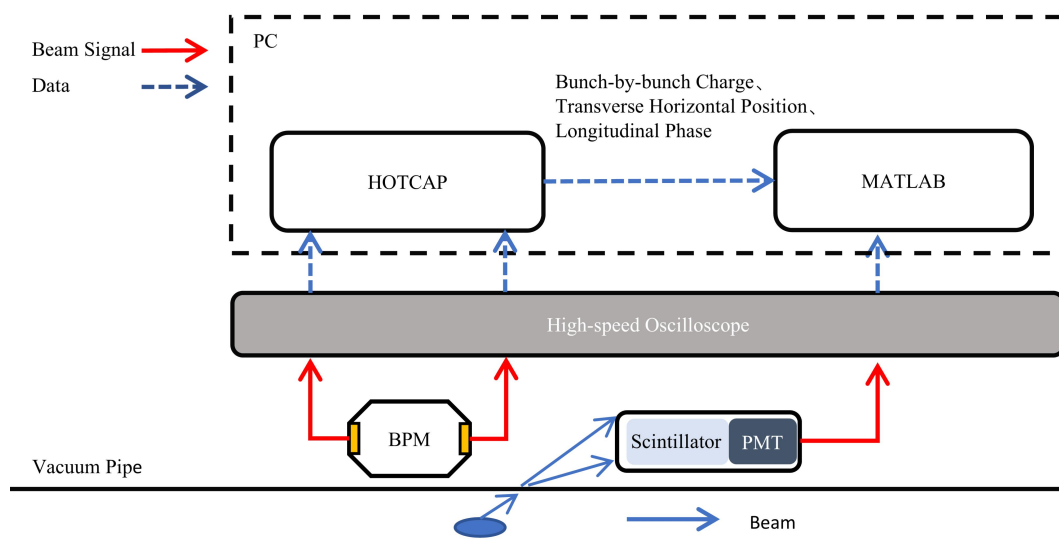 PC
Beam Signal
Data
Bunch-by-bunch Charge、
Transverse Horizontal Position、
Longitudinal Phase
HOTCAP
MATLAB
High-speed Oscilloscope
BPM
Scintillator
PMT
Vacuum Pipe
Beam